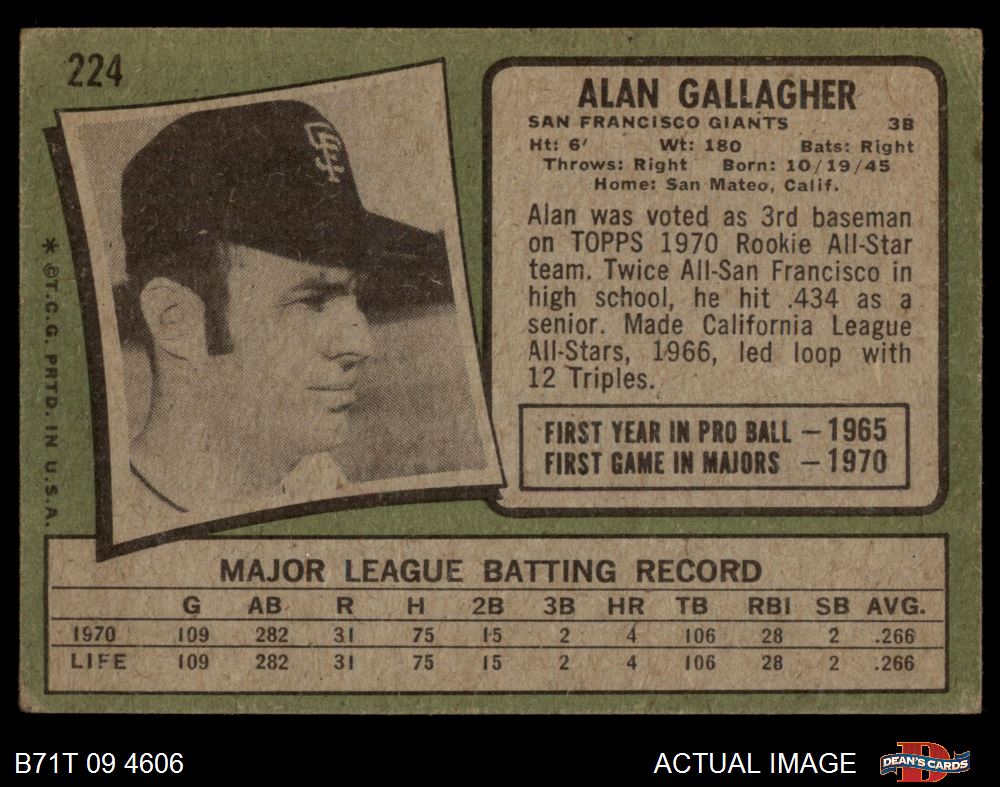 224
SF
* ©T.C.G. PRTD. IN U.S.A.
ALAN GALLAGHER
SAN FRANCISCO GIANTS 3B
Ht: 6' Wt: 180 Bats: Right
Throws: Right Born: 10/19/45
Home: San Mateo, Calif.
Alan was voted as 3rd baseman
on TOPPS 1970 Rookie All-Star
team. Twice All-San Francisco in
high school, he hit .434 as a
senior. Made California League
All-Stars, 1966, led loop with
12 Triples.
FIRST YEAR IN PRO BALL — 1965
FIRST GAME IN MAJORS — 1970
MAJOR LEAGUE BATTING RECORD
G AB R H 2B 3B HR TB RBI SB AVG.
1970 109 282 31 75 15 2 4 106 28 2 .266
LIFE 109 282 31 75 15 2 4 106 28 2 .266
B71T 09 4606
ACTUAL IMAGE
D DEAN'S CARDS